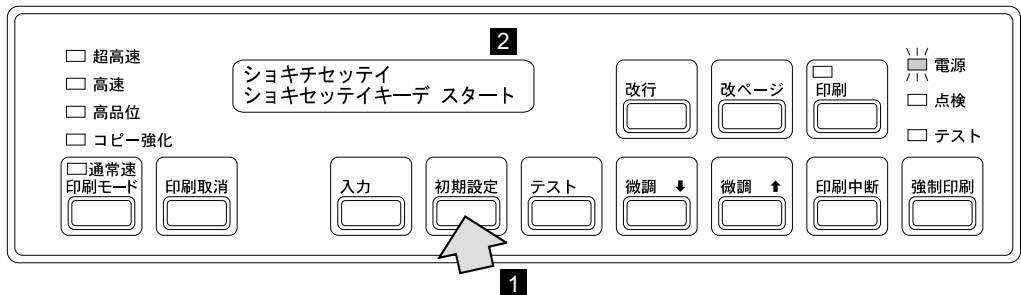 2
超高速
高速
高品位
コピー強化
ショキチセッテイ
ショキセッテイキーデ スタート
改行
改ページ
印刷
電源
点検
テスト
通常速
印刷モード
印刷取消
入力
初期設定
テスト
微調 ⬇
微調 ⬆
印刷中断
強制印刷
1